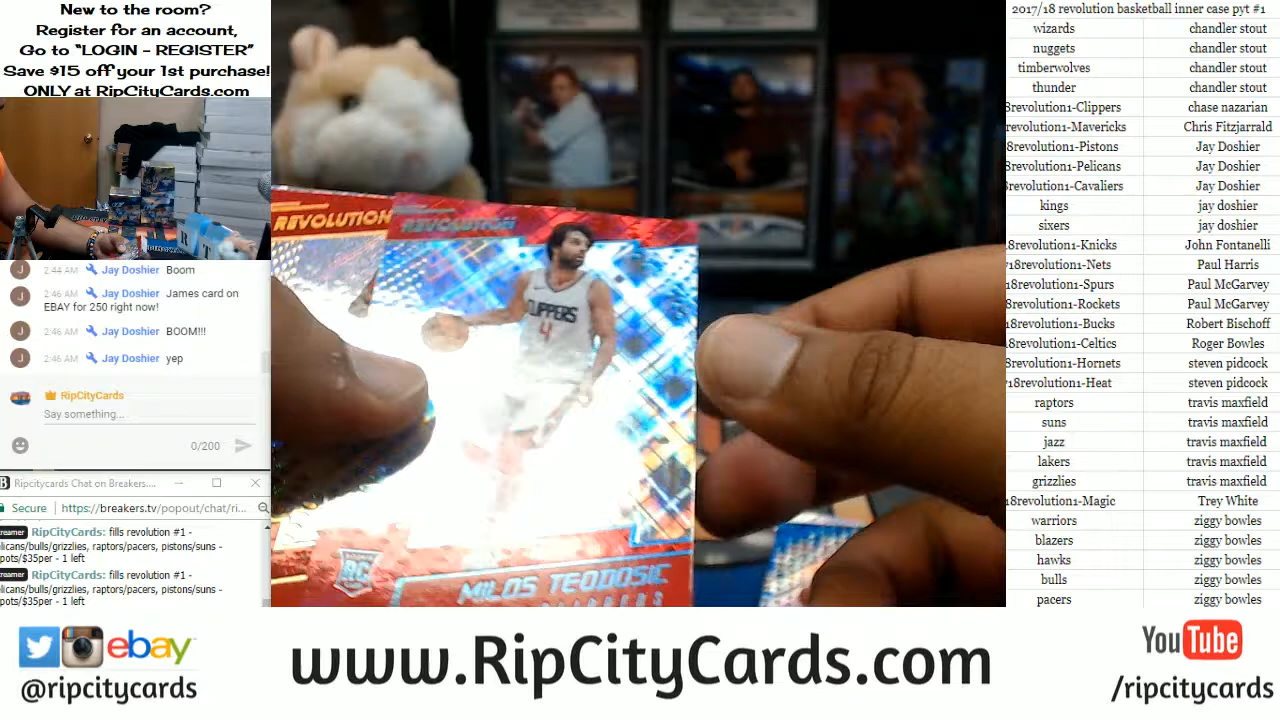 New to the room?
Register for an account,
Go to “LOGIN - REGISTER”
Save $15 off your 1st purchase!
ONLY at RipCityCards.com
J 2:44 AM Jay Doshier Boom
J 2:46 AM Jay Doshier James card on
EBAY for 250 right now!
J 2:46 AM Jay Doshier BOOM!!!
J 2:46 AM Jay Doshier yep
RipCityCards
Say something...
0/200
Ripcitycards Chat on Breakers....
Secure https://breakers.tv/popout/chat/ri...
reamer RipCityCards: fills revolution #1 -
licans/bulls/grizzlies, raptors/pacers, pistons/suns -
pots/$35per - 1 left
reamer RipCityCards: fills revolution #1 -
licans/bulls/grizzlies, raptors/pacers, pistons/suns -
pots/$35per - 1 left
REVOLUTION
REVOLUTION
CLIPPERS
4
RC
MILOS TEODOSIC
R T
2017/18 revolution basketball inner case pyt #1
wizards chandler stout
nuggets chandler stout
timberwolves chandler stout
thunder chandler stout
8revolution1-Clippers chase nazarian
revolution1-Mavericks Chris Fitzjarrald
18revolution1-Pistons Jay Doshier
8revolution1-Pelicans Jay Doshier
8revolution1-Cavaliers Jay Doshier
kings jay doshier
sixers jay doshier
8revolution1-Knicks John Fontanelli
18revolution1-Nets Paul Harris
18revolution1-Spurs Paul McGarvey
8revolution1-Rockets Paul McGarvey
18revolution1-Bucks Robert Bischoff
8revolution1-Celtics Roger Bowles
8revolution1-Hornets steven pidcock
18revolution1-Heat steven pidcock
raptors travis maxfield
suns travis maxfield
jazz travis maxfield
lakers travis maxfield
grizzlies travis maxfield
18revolution1-Magic Trey White
warriors ziggy bowles
blazers ziggy bowles
hawks ziggy bowles
bulls ziggy bowles
pacers ziggy bowles
ebay
@ripcitycards
www.RipCityCards.com
YouTube
/ripcitycards